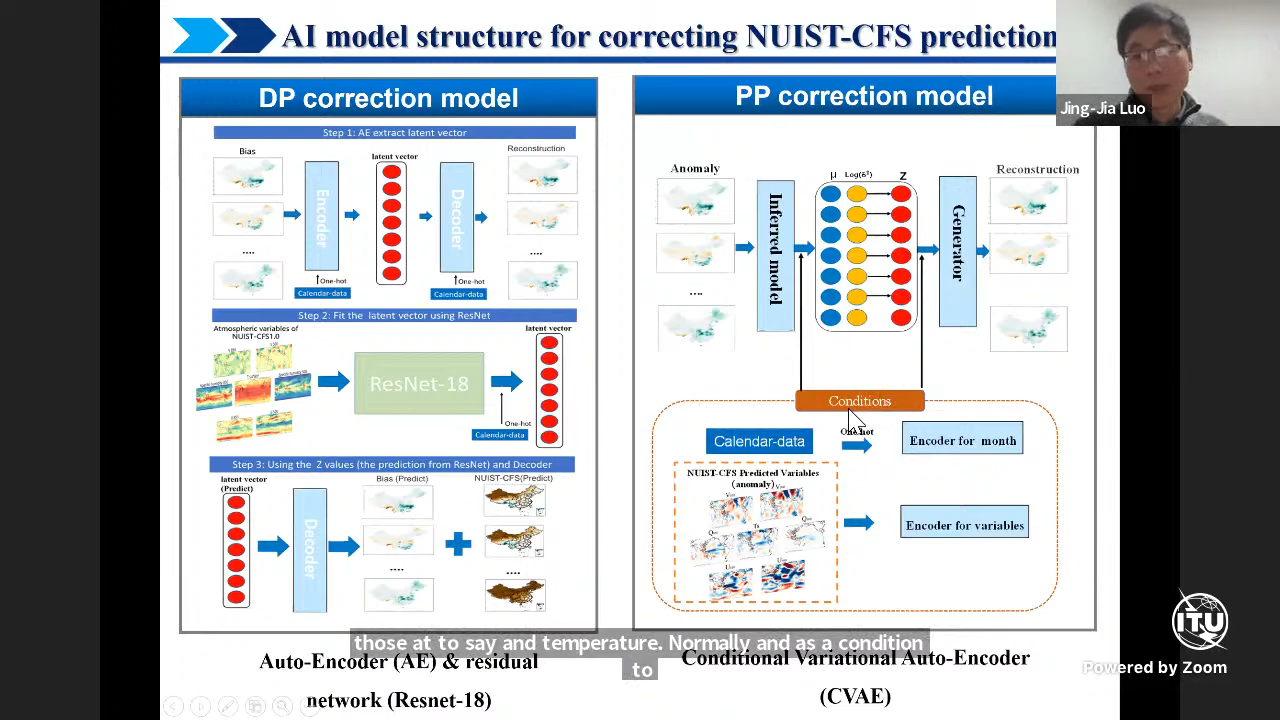 AI model structure for correcting NUIST-CFS prediction
Jing-Jia Luo
DP correction model
Step 1: AE extract latent vector
Bias
latent vector
Reconstruction
Encoder
Decoder
....
....
One-hot
One-hot
Calendar-data
Calendar-data
Step 2: Fit the latent vector using ResNet
Atmospheric variables of
NUIST-CFS1.0
latent vector
ResNet-18
One-hot
Calendar-data
Step 3: Using the Z values (the prediction from ResNet) and Decoder
latent vector
(Predict)
Bias (Predict)
NUIST-CFS(Predict)
Decoder
....
....
Auto-Encoder (AE) & residual
network (Resnet-18)
PP correction model
Anomaly
μ
Z
Reconstruction
Inferred model
Generator
....
Conditions
Calendar-data
Encoder for month
NUIST-CFS Predicted Variables
(anomaly)
Encoder for variables
Conditional Variational Auto-Encoder
(CVAE)
those at to say and temperature. Normally and as a condition
to
ITU
Powered by Zoom